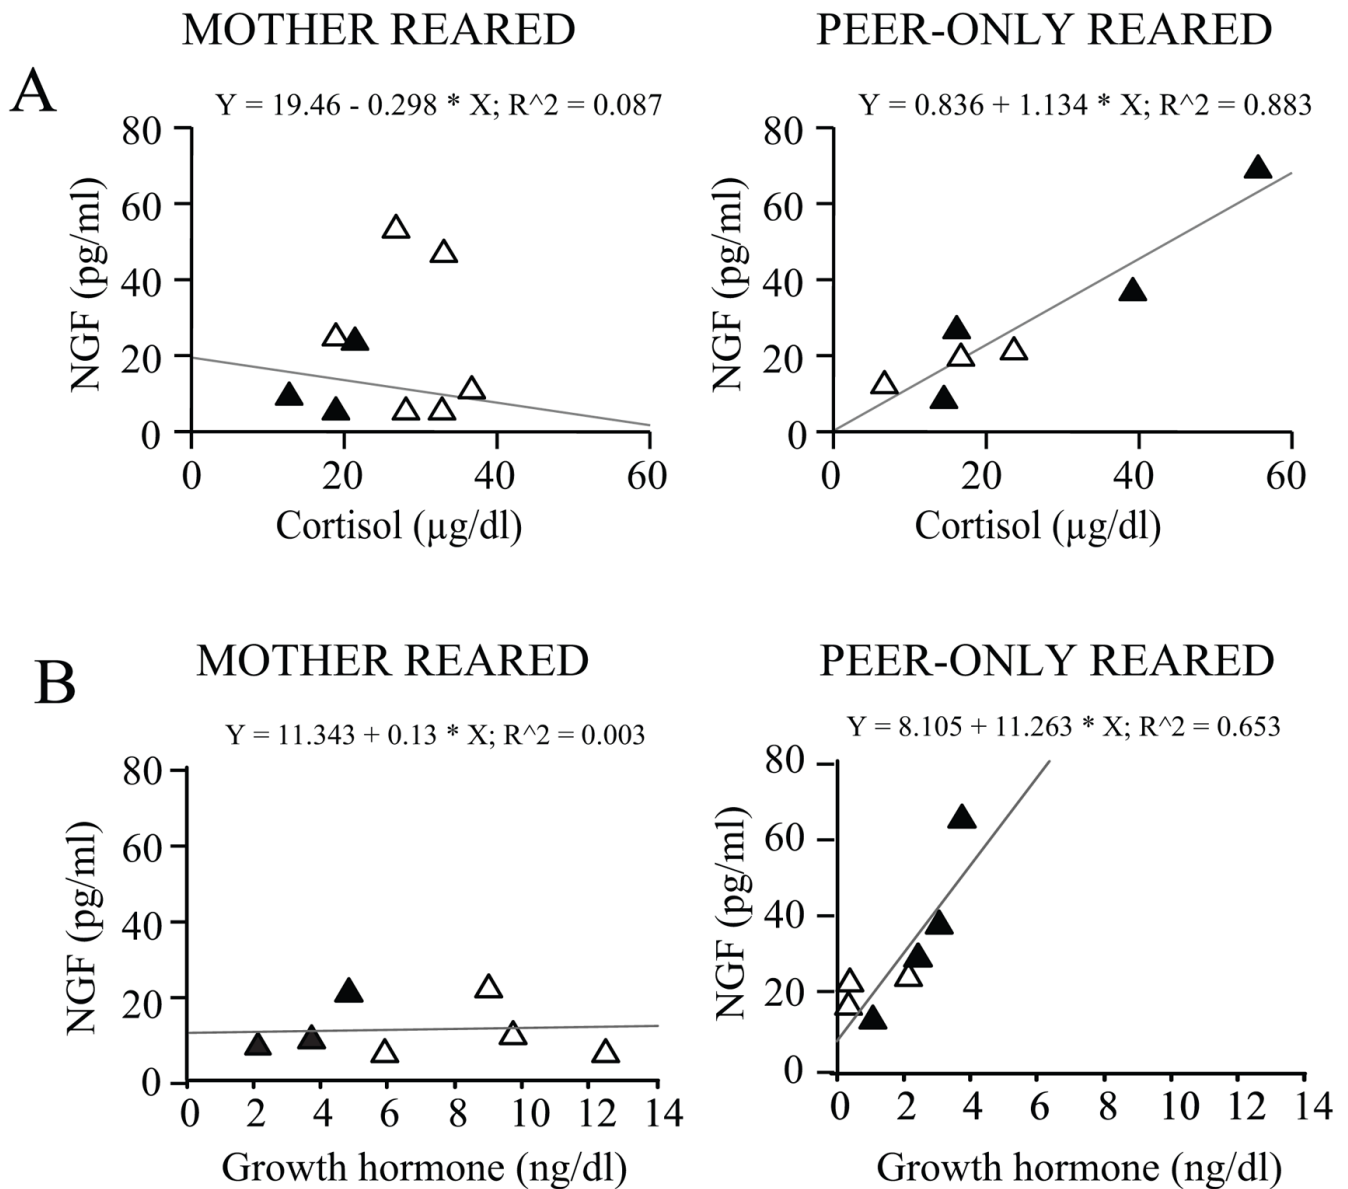 MOTHER REARED PEER-ONLY REARED
A
Y = 19.46 - 0.298 * X; R^2 = 0.087 Y = 0.836 + 1.134 * X; R^2 = 0.883
NGF (pg/ml)
80
60
40
20
0
0 20 40 60
Cortisol (µg/dl)
NGF (pg/ml)
80
60
40
20
0
0 20 40 60
Cortisol (µg/dl)
B
MOTHER REARED PEER-ONLY REARED
Y = 11.343 + 0.13 * X; R^2 = 0.003 Y = 8.105 + 11.263 * X; R^2 = 0.653
NGF (pg/ml)
80
60
40
20
0
0 2 4 6 8 10 12 14
Growth hormone (ng/dl)
NGF (pg/ml)
80
60
40
20
0
0 2 4 6 8 10 12 14
Growth hormone (ng/dl)